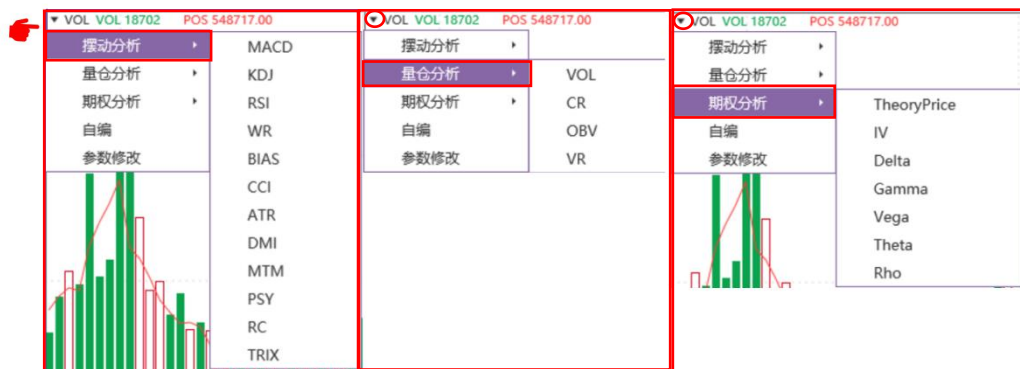 VOL VOL 18702 POS 548717.00
摆动分析
量仓分析
期权分析
自编
参数修改
MACD
KDJ
RSI
WR
BIAS
CCI
ATR
DMI
MTM
PSY
RC
TRIX
VOL VOL 18702 POS 548717.00
摆动分析
量仓分析
期权分析
自编
参数修改
VOL
CR
OBV
VR
VOL VOL 18702 POS 548717.00
摆动分析
量仓分析
期权分析
自编
参数修改
TheoryPrice
IV
Delta
Gamma
Vega
Theta
Rho